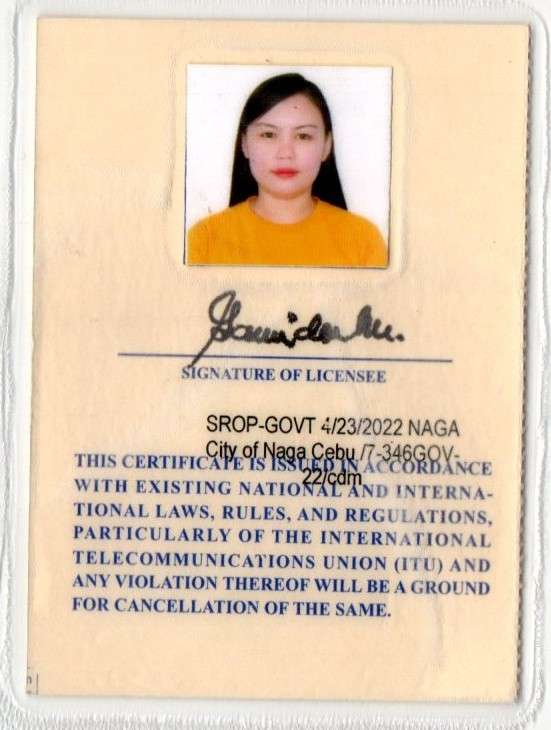 SIGNATURE OF LICENSEE
SROP-GOVT 4/23/2022 NAGA
City of Naga Cebu /7-346GOV-
22/cdm
THIS CERTIFICATE IS ISSUED IN ACCORDANCE
WITH EXISTING NATIONAL AND INTERNA-
TIONAL LAWS, RULES, AND REGULATIONS,
PARTICULARLY OF THE INTERNATIONAL
TELECOMMUNICATIONS UNION (ITU) AND
ANY VIOLATION THEREOF WILL BE A GROUND
FOR CANCELLATION OF THE SAME.